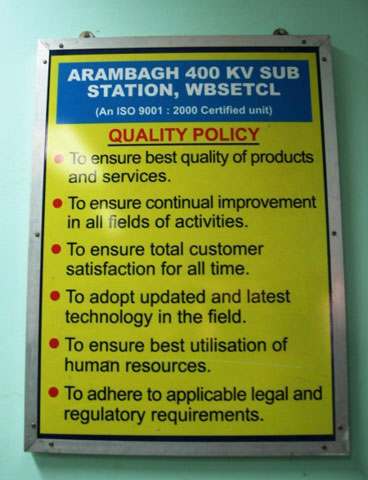 ARAMBAGH 400 KV SUB
STATION, WBSETCL
(An ISO 9001 : 2000 Certified unit)
QUALITY POLICY
• To ensure best quality of products
and services.
• To ensure continual improvement
in all fields of activities.
• To ensure total customer
satisfaction for all time.
• To adopt updated and latest
technology in the field.
• To ensure best utilisation of
human resources.
• To adhere to applicable legal and
regulatory requirements.